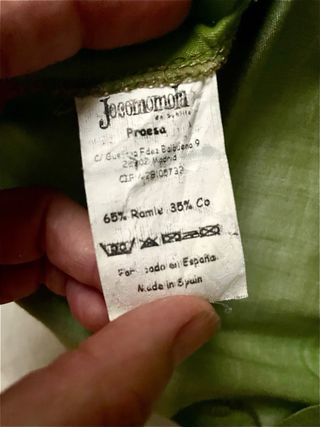 Jocomomola
de Sybilla
Proesa
C/ Gustavo Fdez Balbuena 9
28002 Madrid
65% Ramie 35% Co
Fabricado en España
Made in Spain